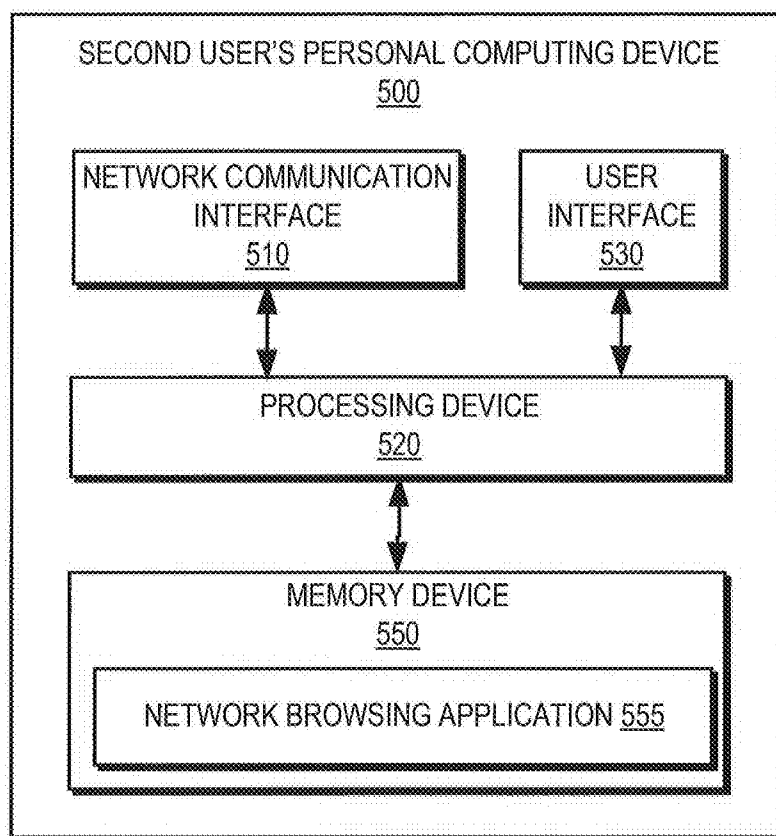 SECOND USER'S PERSONAL COMPUTING DEVICE
500
NETWORK COMMUNICATION
INTERFACE
510
USER
INTERFACE
530
PROCESSING DEVICE
520
MEMORY DEVICE
550
NETWORK BROWSING APPLICATION 555